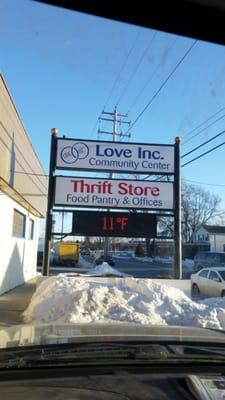 Love Inc.
Community Center
Thrift Store
Food Pantry & Offices
11°F